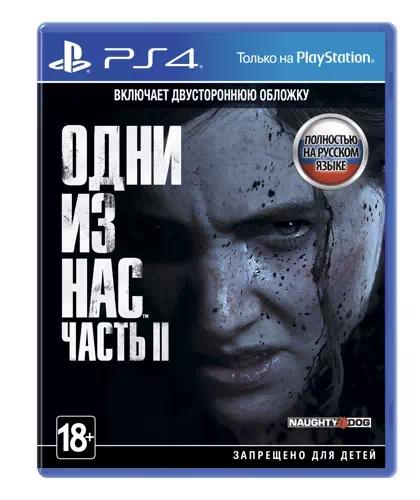 PS4
Только на PlayStation®
ВКЛЮЧАЕТ ДВУСТОРОННЮЮ ОБЛОЖКУ
ПОЛНОСТЬЮ
НА РУССКОМ
ЯЗЫКЕ
ОДНИ
ИЗ
НАС
ЧАСТЬ II
™
NAUGHTY DOG
18+
ЗАПРЕЩЕНО ДЛЯ ДЕТЕЙ